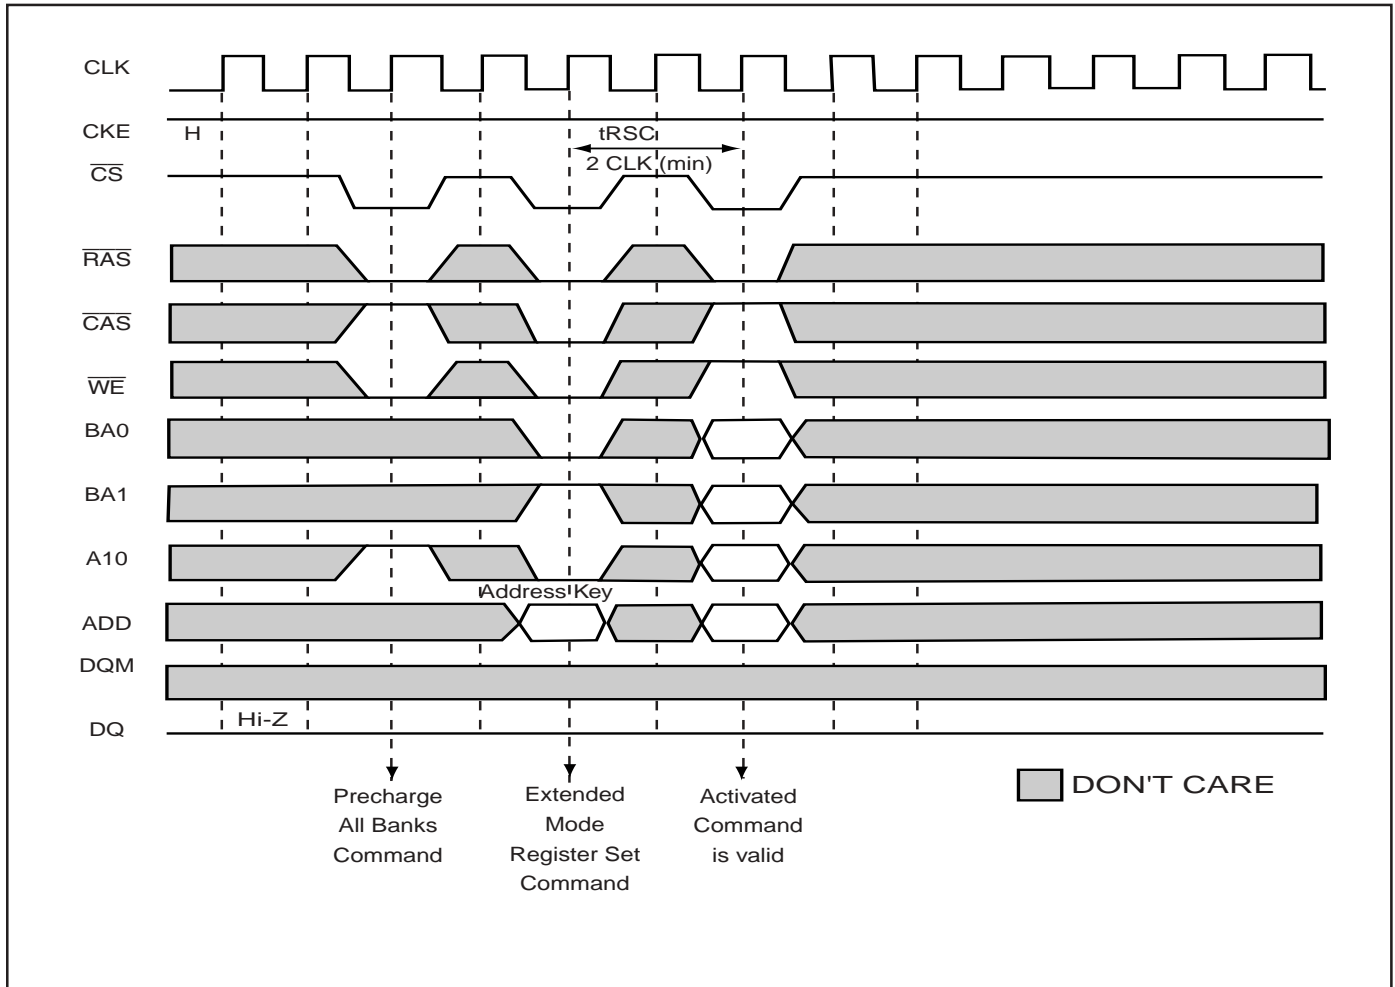 CLK
CKE
H
tRSC
2 CLK (min)
CS
RAS
CAS
WE
BA0
BA1
A10
Address Key
ADD
DQM
Hi-Z
DQ
DON'T CARE
Precharge
All Banks
Command
Extended
Mode
Register Set
Command
Activated
Command
is valid